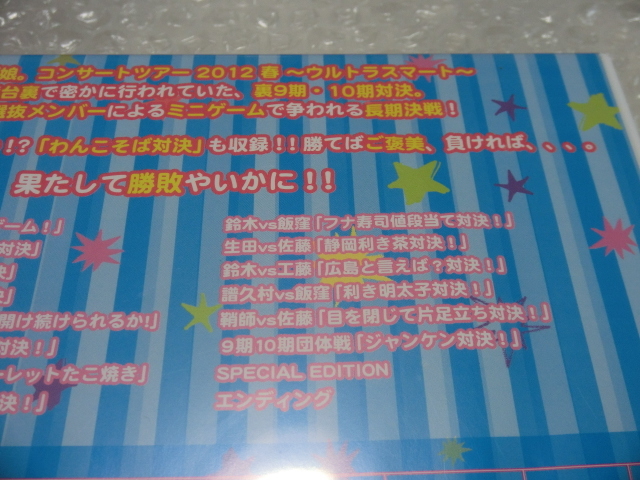 娘。コンサートツアー2012春〜ウルトラスマート〜
台裏で密かに行われていた、裏9期・10期対決。
選抜メンバーによるミニゲームで争われる長期決戦！
！？「わんこそば対決」も収録！！勝てばご褒美、負ければ、、、、。
果たして勝敗やいかに！！
ゲーム！」
対決」
決」
決」
開け続けられるか！」
対決！」
ーレットたこ焼き」
決！」
鈴木vs飯窪「フナ寿司値段当て対決！」
生田vs佐藤「静岡利き茶対決！」
鈴木vs工藤「広島と言えば？対決！」
譜久村vs飯窪「利き明太子対決！」
鞘師vs佐藤「目を閉じて片足立ち対決！」
9期10期団体戦「ジャンケン対決！」
SPECIAL EDITION
エンディング